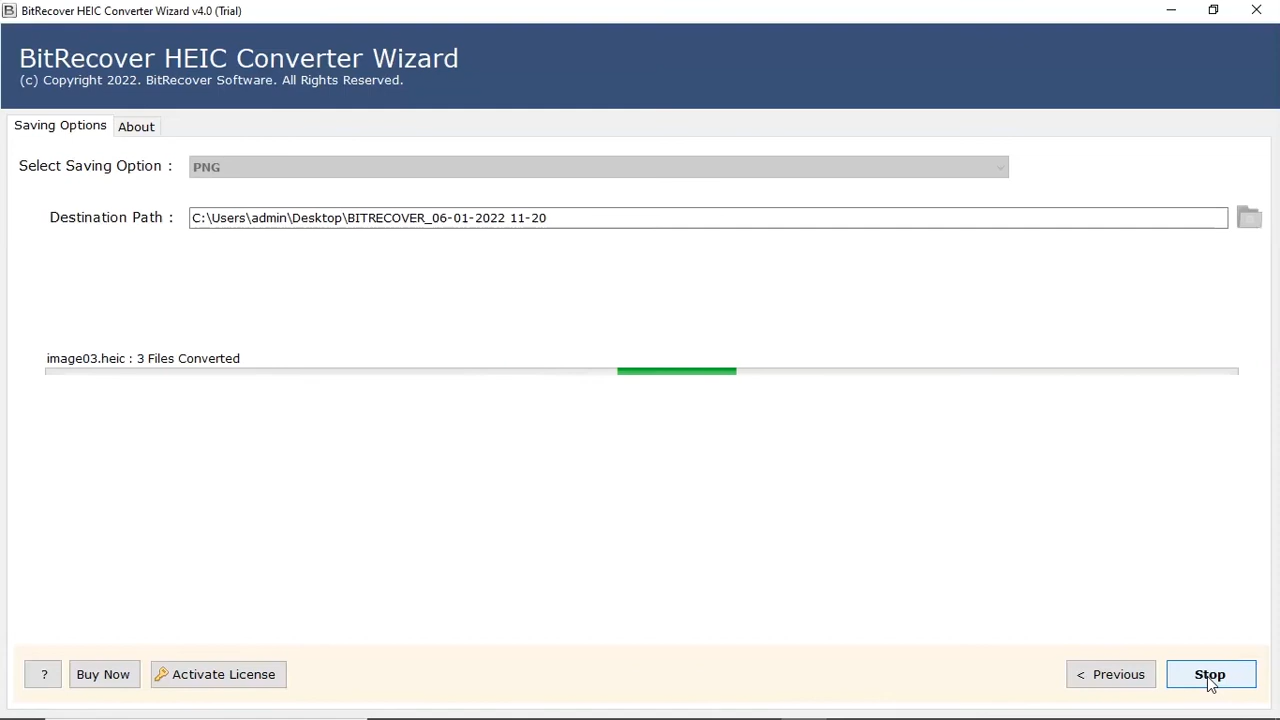 BitRecover HEIC Converter Wizard v4.0 (Trial)
BitRecover HEIC Converter Wizard
(c) Copyright 2022. BitRecover Software. All Rights Reserved.
Saving Options About
Select Saving Option : PNG
Destination Path : C:\Users\admin\Desktop\BITRECOVER_06-01-2022 11-20
image03.heic : 3 Files Converted
? Buy Now Activate License < Previous Stop